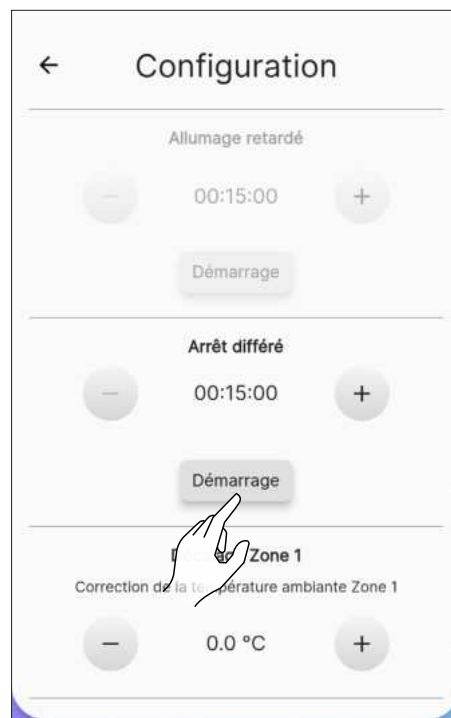 ← Configuration
Allumage retardé
− 00:15:00 +
Démarrage
Arrêt différé
− 00:15:00 +
Démarrage
Zone 1
Correction de la température ambiante Zone 1
− 0.0 °C +